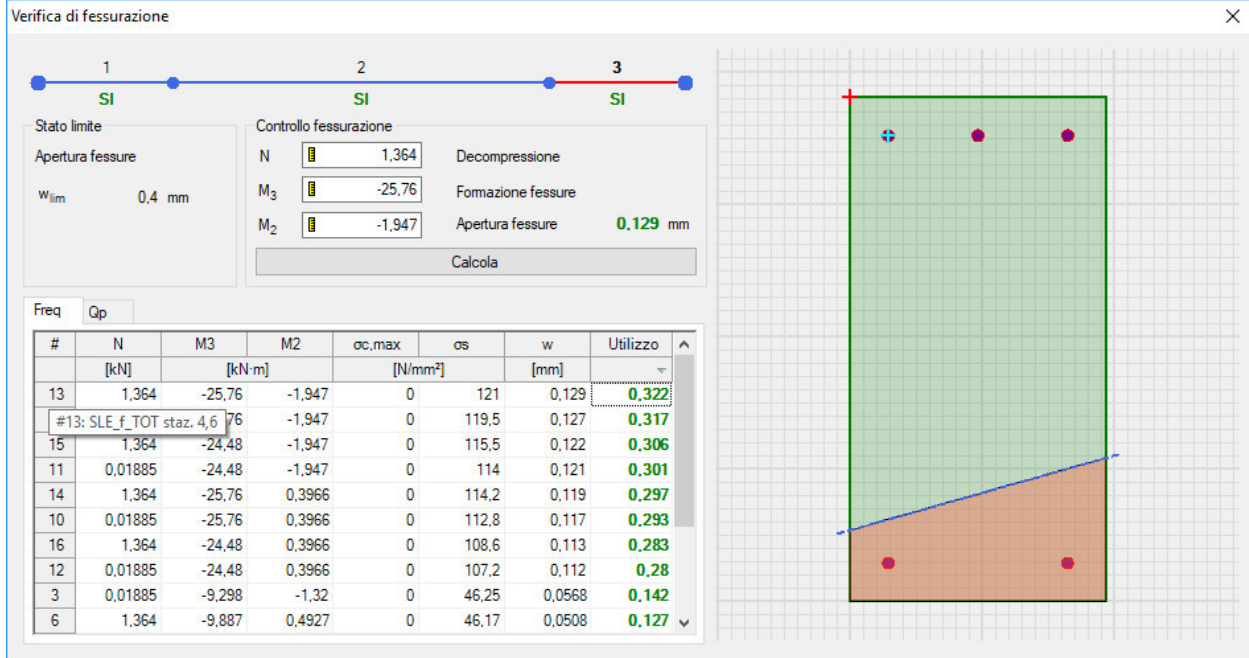 Verifica di fessurazione
1 2 3
SI SI SI
Stato limite
Apertura fessure
wlim 0,4 mm
Controllo fessurazione
N 1,364 Decompressione
M3 -25,76 Formazione fessure
M2 -1,947 Apertura fessure 0,129 mm
Calcola
Freq Qp
# N M3 M2 σc,max σs w Utilizzo
[kN] [kN·m] [N/mm²] [mm]
13 1,364 -25,76 -1,947 0 121 0,129 0,322
#13: SLE_f_TOT staz. 4,6 76 -1,947 0 119,5 0,127 0,317
15 1,364 -24,48 -1,947 0 115,5 0,122 0,306
11 0,01885 -24,48 -1,947 0 114 0,121 0,301
14 1,364 -25,76 0,3966 0 114,2 0,119 0,297
10 0,01885 -25,76 0,3966 0 112,8 0,117 0,293
16 1,364 -24,48 0,3966 0 108,6 0,113 0,283
12 0,01885 -24,48 0,3966 0 107,2 0,112 0,28
3 0,01885 -9,298 -1,32 0 46,25 0,0568 0,142
6 1,364 -9,887 0,4927 0 46,17 0,0508 0,127